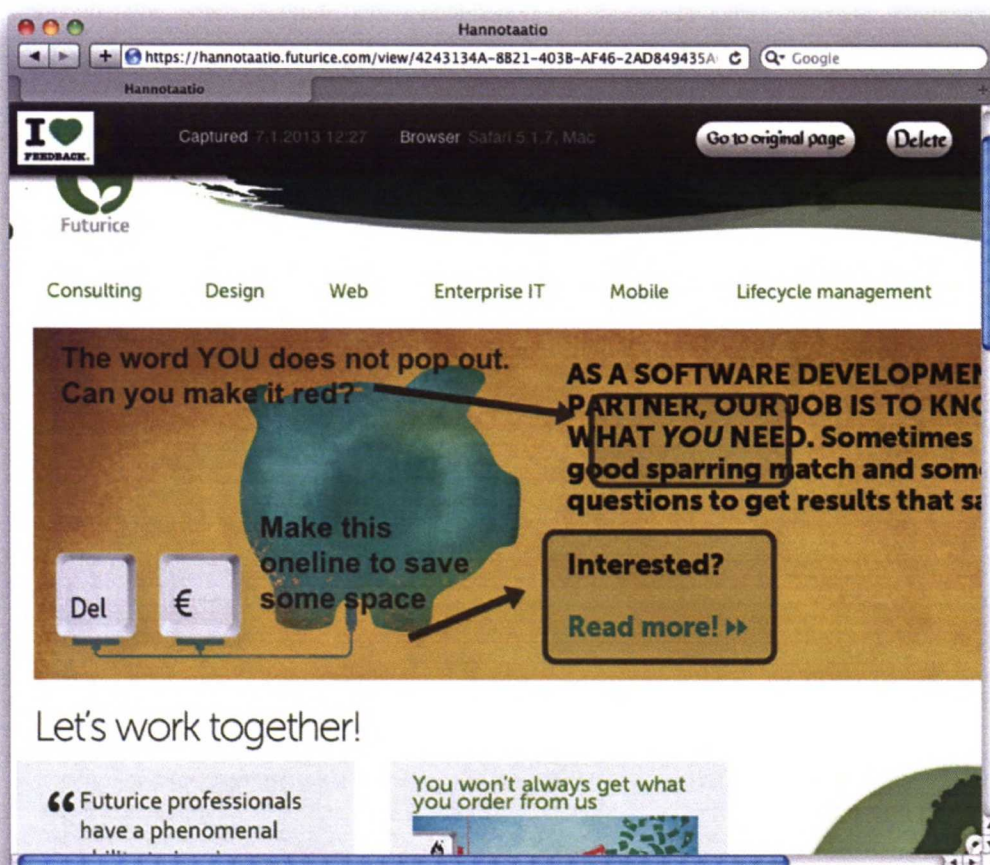 Hannotaatio
https://hannotaatio.futurice.com/view/4243134A-8B21-403B-AF46-2AD849435A
Google
Hannotaatio
I
FEEDBACK.
Captured 7.1.2013 12:27 Browser Safari 5.1.7, Mac
Go to original page
Delete
Futurice
Consulting Design Web Enterprise IT Mobile Lifecycle management
The word YOU does not pop out.
Can you make it red?
AS A SOFTWARE DEVELOPMEN
PARTNER, OUR JOB IS TO KNO
WHAT YOU NEED. Sometimes
good sparring match and som
questions to get results that sa
Make this
oneline to save
some space
Interested?
Read more!
Del
€
Let's work together!
“ Futurice professionals
have a phenomenal
You won't always get what
you order from us